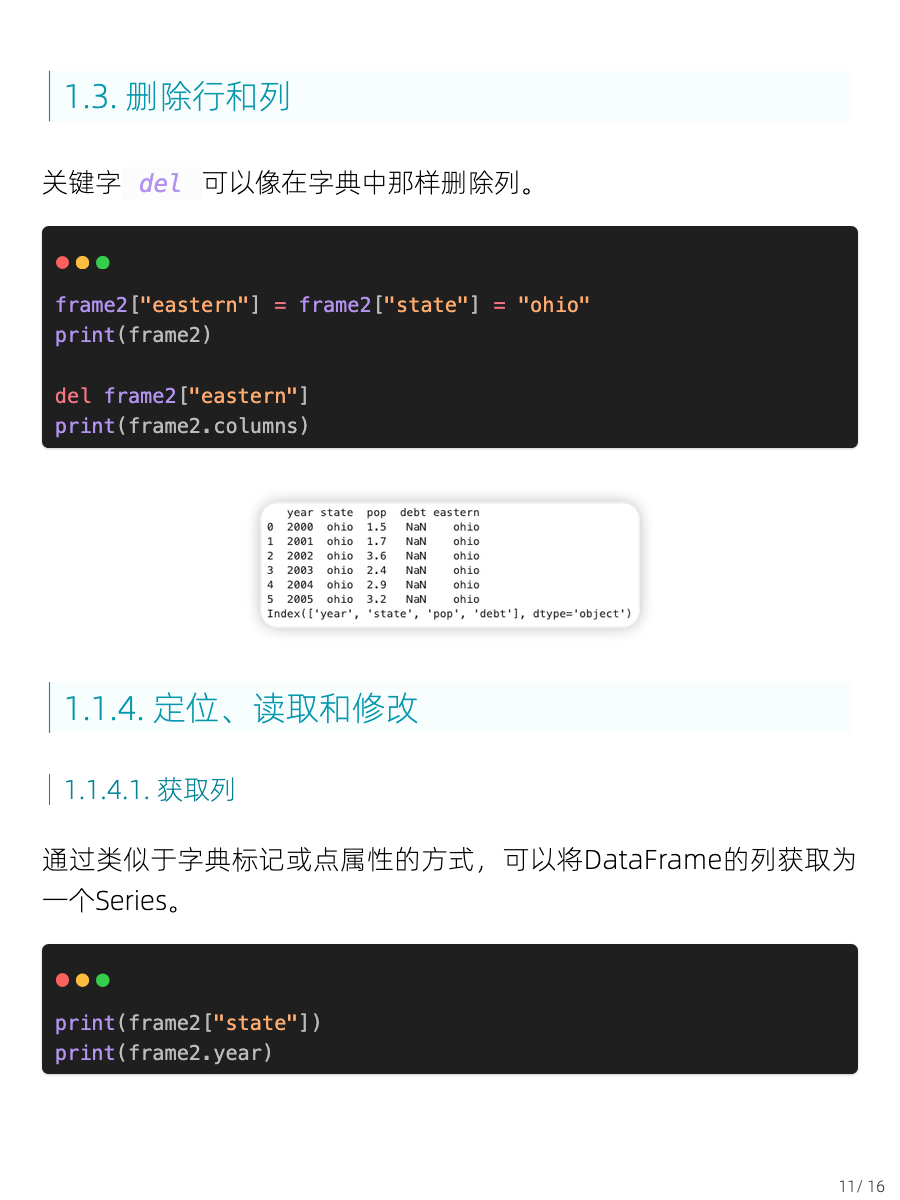 1.3. 删除行和列
关键字 del 可以像在字典中那样删除列。
frame2["eastern"] = frame2["state"] = "ohio"
print(frame2)
del frame2["eastern"]
print(frame2.columns)
year state pop debt eastern
0 2000 ohio 1.5 NaN ohio
1 2001 ohio 1.7 NaN ohio
2 2002 ohio 3.6 NaN ohio
3 2003 ohio 2.4 NaN ohio
4 2004 ohio 2.9 NaN ohio
5 2005 ohio 3.2 NaN ohio
Index(['year', 'state', 'pop', 'debt'], dtype='object')
1.1.4. 定位、读取和修改
1.1.4.1. 获取列
通过类似于字典标记或点属性的方式，可以将DataFrame的列获取为
一个Series。
print(frame2["state"])
print(frame2.year)
11/ 16